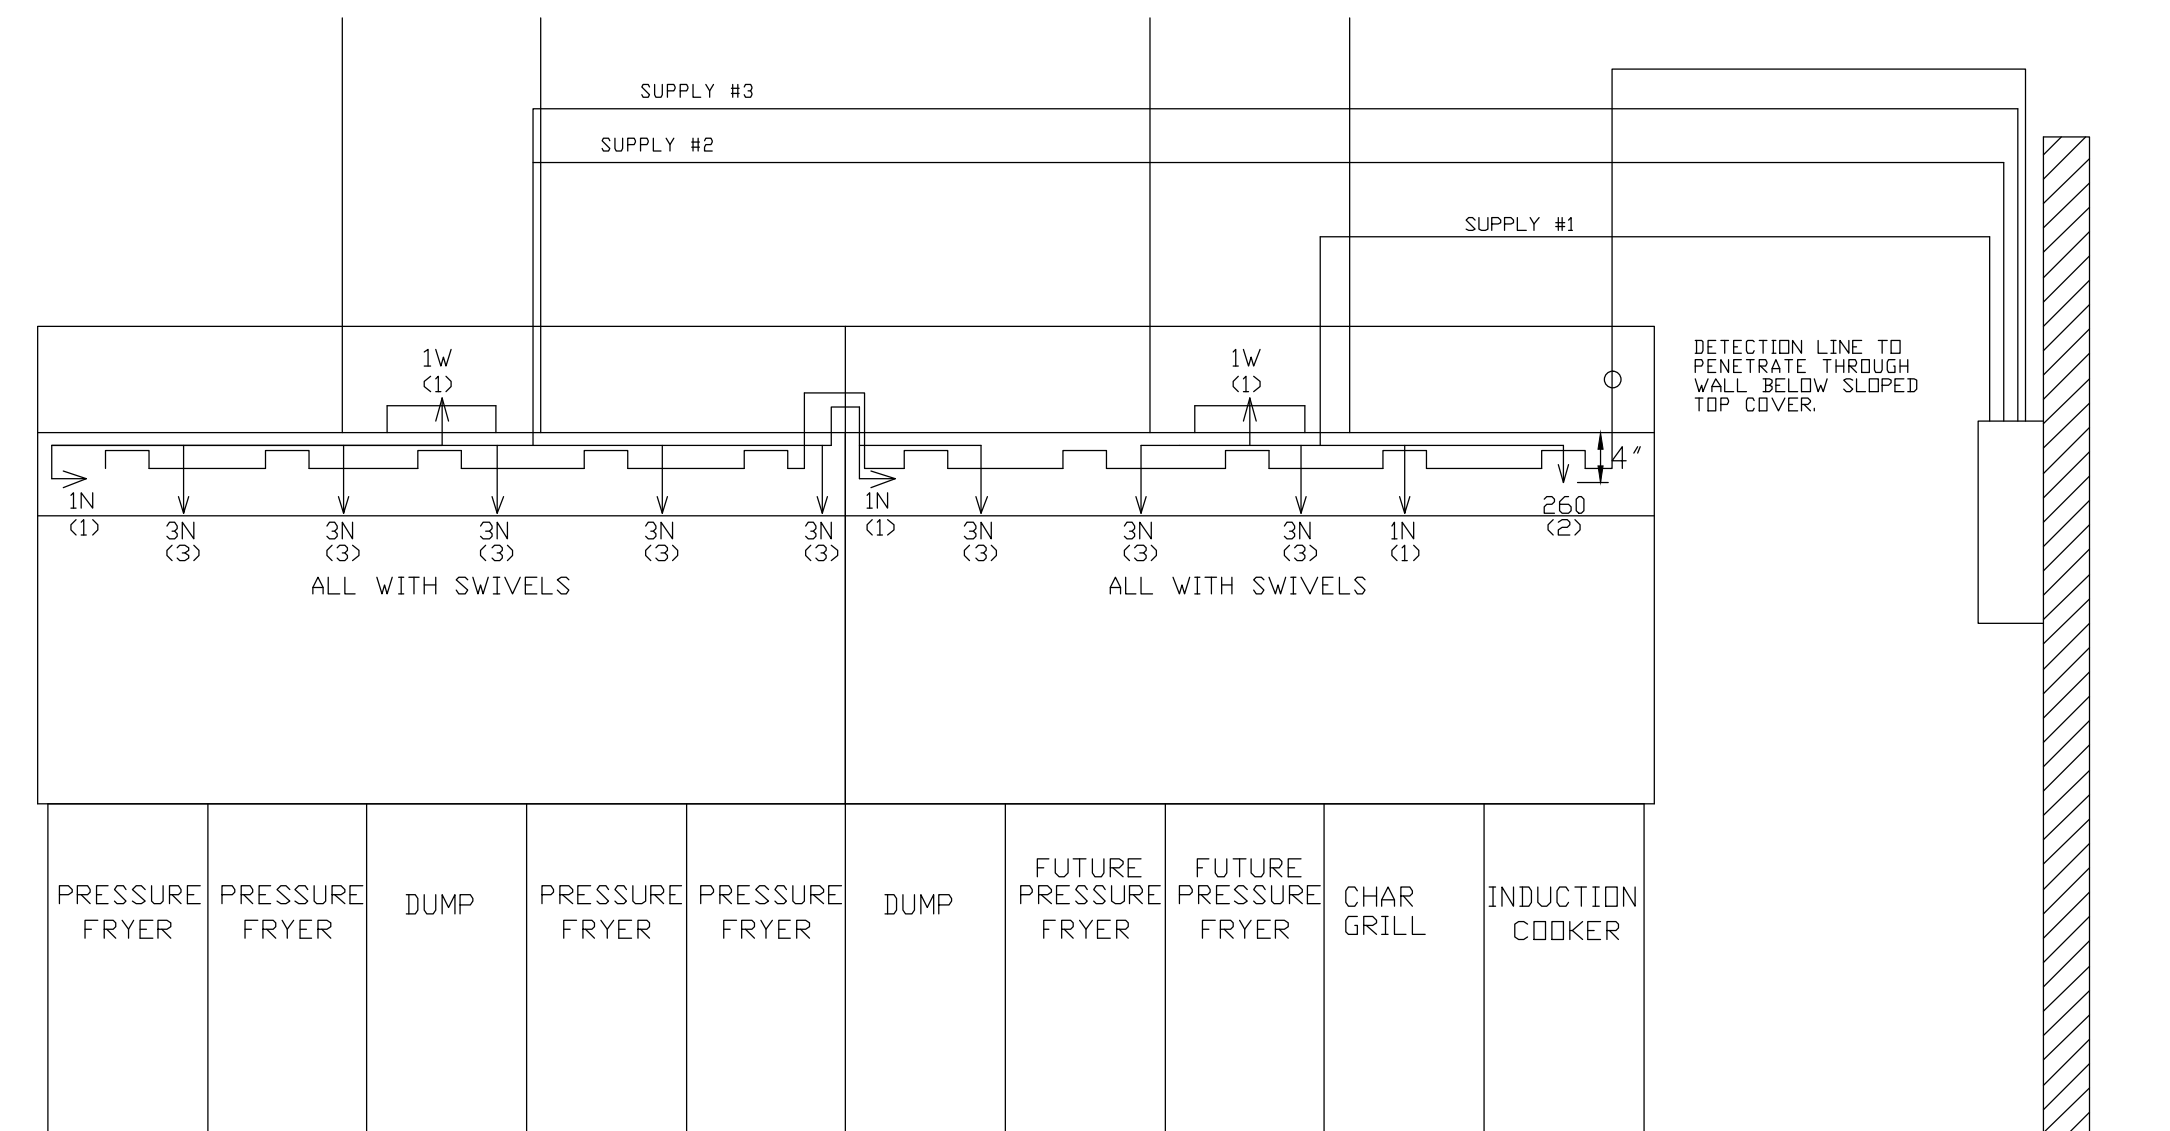 SUPPLY #3
SUPPLY #2
SUPPLY #1
DETECTION LINE TO
PENETRATE THROUGH
WALL BELOW SLOPED
TOP COVER.
1W
(1)
1W
(1)
4"
1N
(1)
3N
(3)
3N
(3)
3N
(3)
3N
(3)
3N
(3)
1N
(1)
3N
(3)
3N
(3)
3N
(3)
1N
(1)
260
(2)
ALL WITH SWIVELS
ALL WITH SWIVELS
PRESSURE
FRYER
PRESSURE
FRYER
DUMP
PRESSURE
FRYER
PRESSURE
FRYER
DUMP
FUTURE
PRESSURE
FRYER
FUTURE
PRESSURE
FRYER
CHAR
GRILL
INDUCTION
COOKER